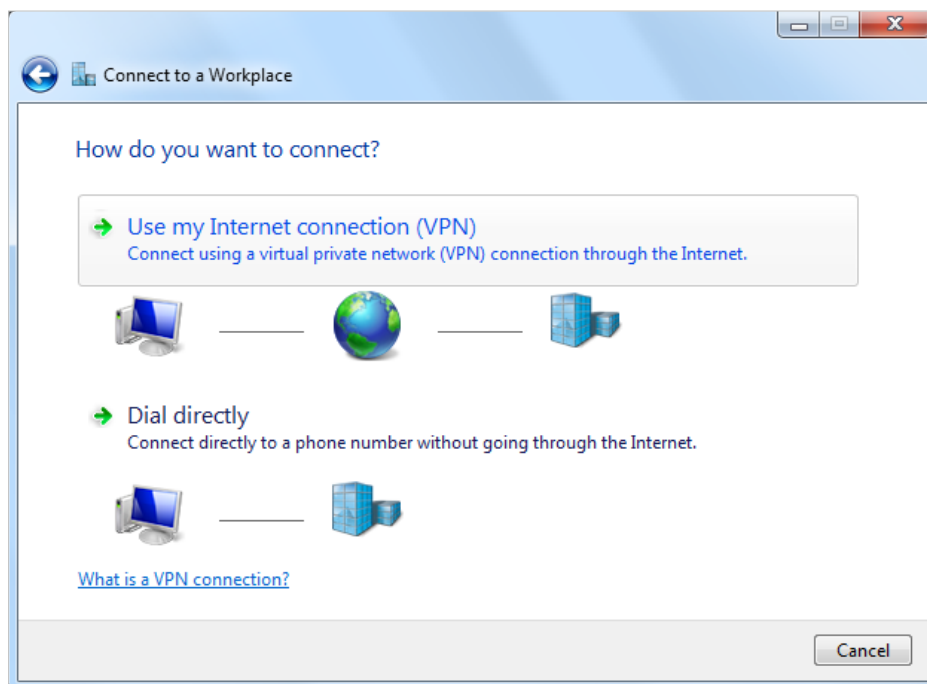 Connect to a Workplace
How do you want to connect?
Use my Internet connection (VPN)
Connect using a virtual private network (VPN) connection through the Internet.
Dial directly
Connect directly to a phone number without going through the Internet.
What is a VPN connection?
Cancel